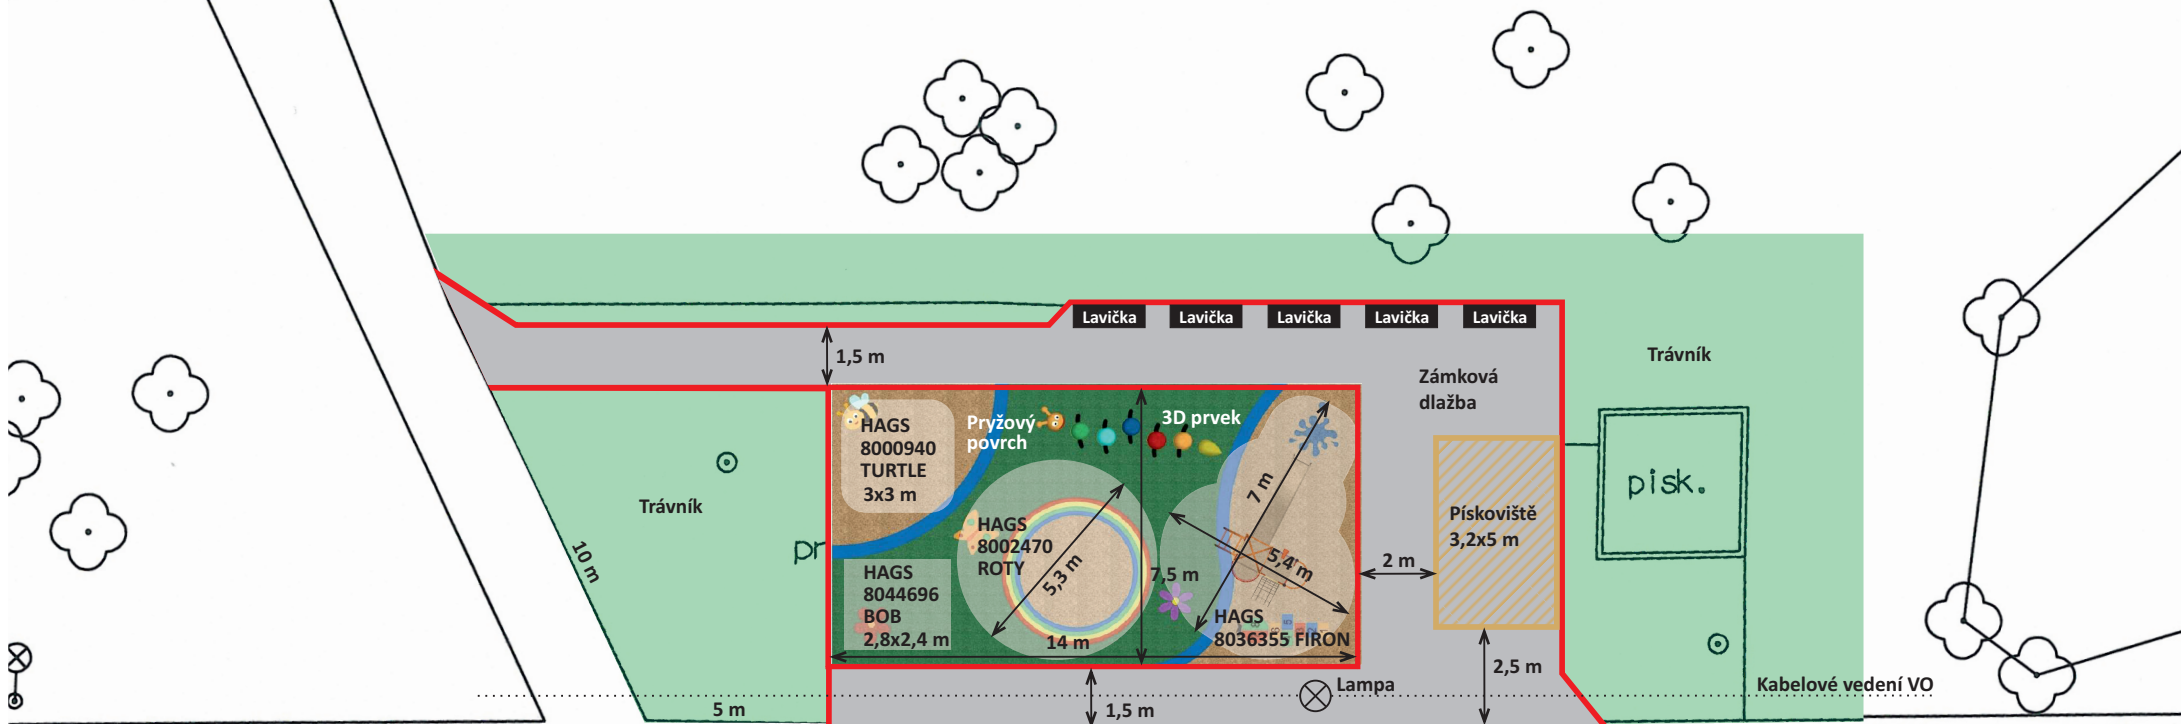 Lavička
Lavička
Lavička
Lavička
Lavička
1,5 m
Trávník
Zámková
dlažba
HAGS
8000940
TURTLE
3x3 m
Pryžový
povrch
3D prvek
7 m
Trávník
pr
10 m
HAGS
8002470
ROTY
5,3 m
7,5 m
5,4 m
2 m
Pískoviště
3,2x5 m
písk.
HAGS
8044696
BOB
2,8x2,4 m
14 m
HAGS
8036355 FIRON
2,5 m
Lampa
Kabelové vedení VO
5 m
1,5 m